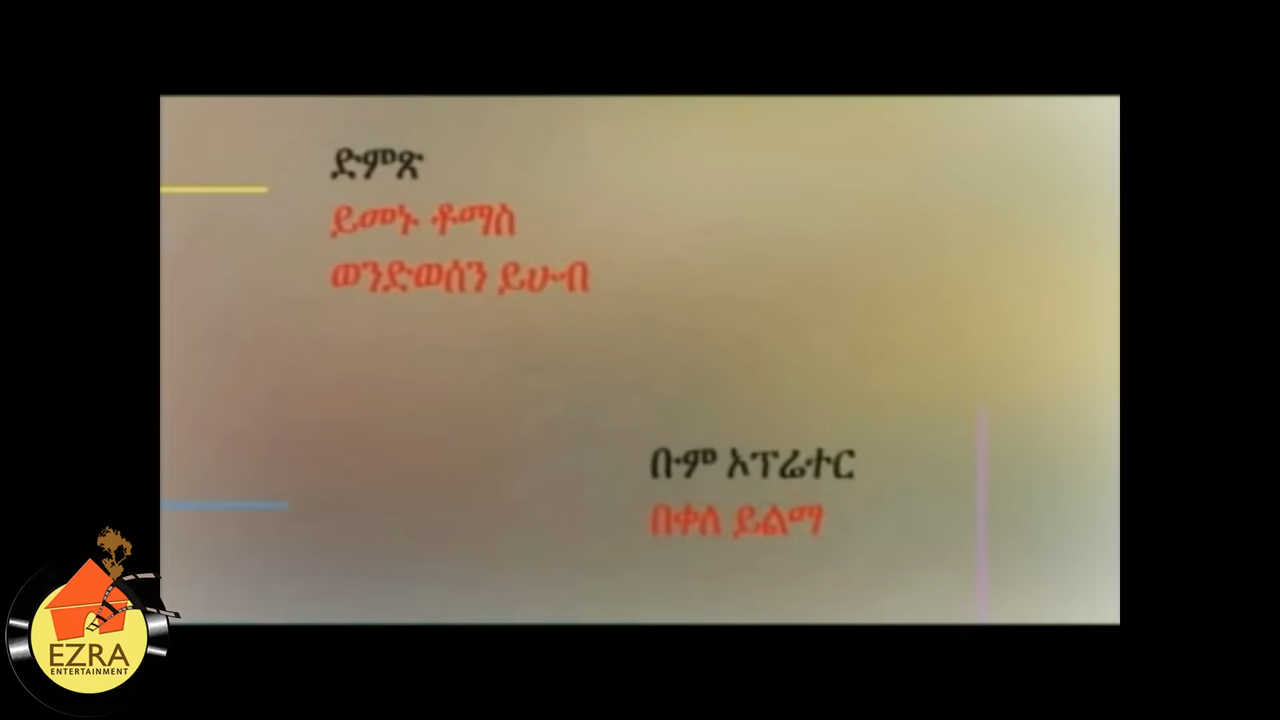 ድምጽ
ይመኑ ቶማስ
ወንድወሰን ይሁብ
ቡም ኦፕሬተር
በቀለ ይልማ
EZRA
ENTERTAINMENT